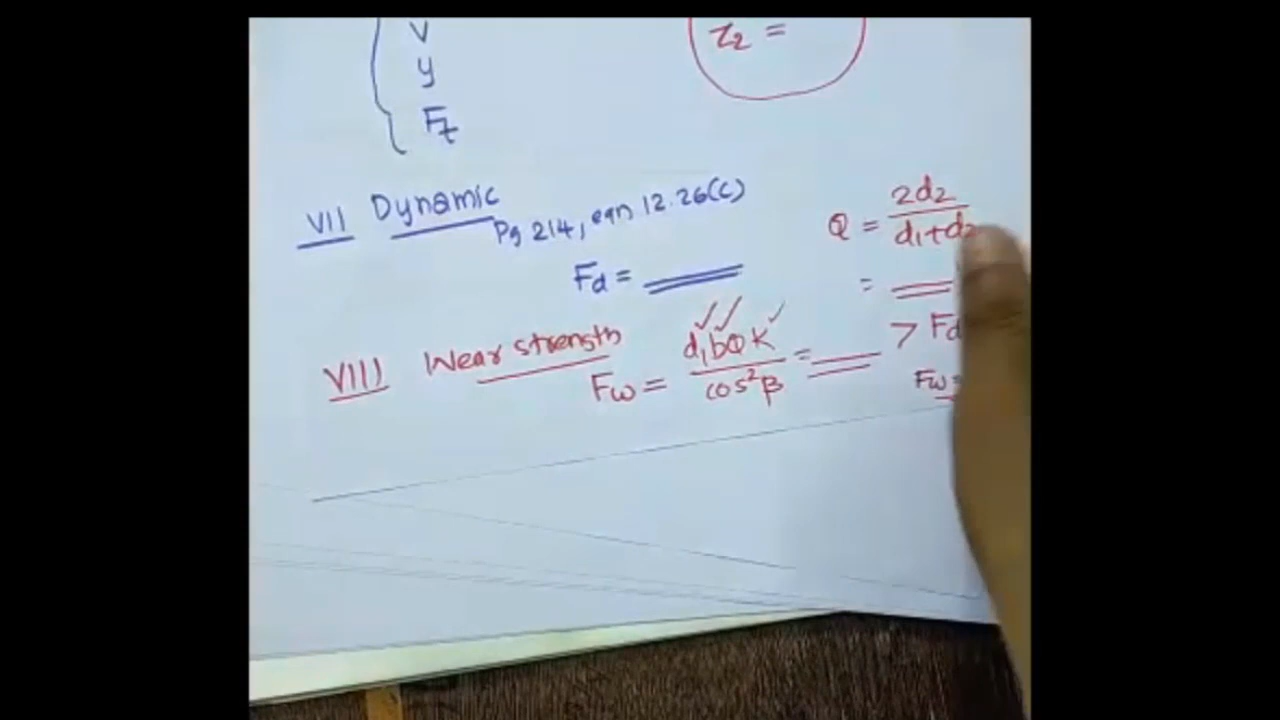 V
y
Ft
z2 =
VII Dynamic
Pg 214, eqn 12.26(c)
Fd =
Q = 2d2 / d1+d2
=
VIII Wear strength
Fw = d1bQK / cos²β = > Fd
Fw=